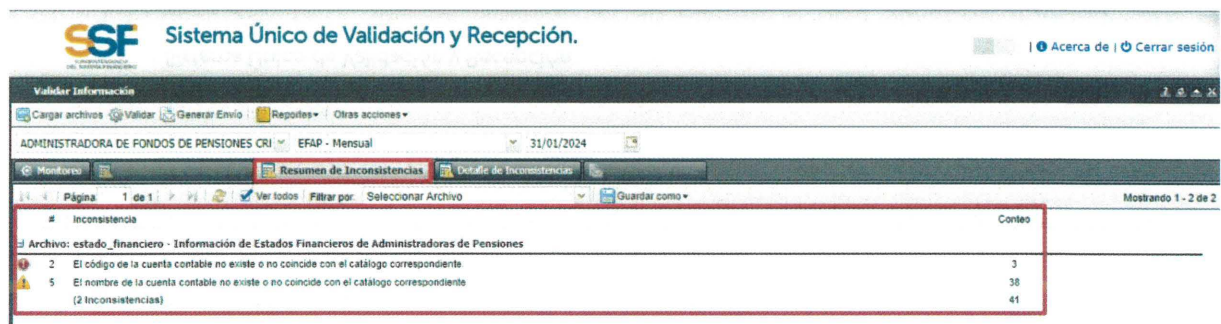 SSF Sistema Único de Validación y Recepción.
SUPERINTENDENCIA
DEL SISTEMA FINANCIERO
| Acerca de | Cerrar sesión
Validar Información
Cargar archivos Validar Generar Envío Reportes Otras acciones
ADMINISTRADORA DE FONDOS DE PENSIONES CRI EFAP - Mensual 31/01/2024
Monitoreo Resumen de Inconsistencias Detalle de Inconsistencias
Página 1 de 1 Ver todos Filtrar por: Seleccionar Archivo Guardar como Mostrando 1 - 2 de 2
# Inconsistencia Conteo
Archivo: estado_financiero - Información de Estados Financieros de Administradoras de Pensiones
2 El código de la cuenta contable no existe o no coincide con el catálogo correspondiente 3
5 El nombre de la cuenta contable no existe o no coincide con el catálogo correspondiente 38
(2 Inconsistencias) 41